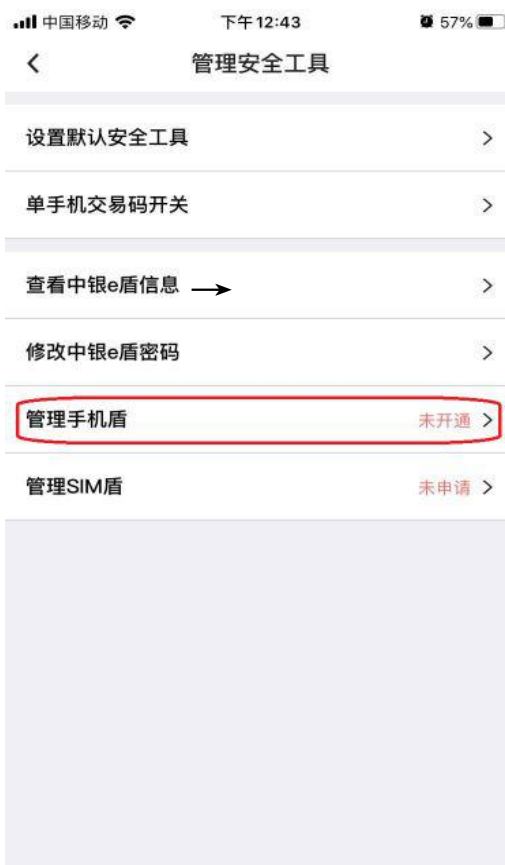 中国移动 下午12:43 57%
管理安全工具
设置默认安全工具
单手机交易码开关
查看中银e盾信息
修改中银e盾密码
管理手机盾 未开通
管理SIM盾 未申请